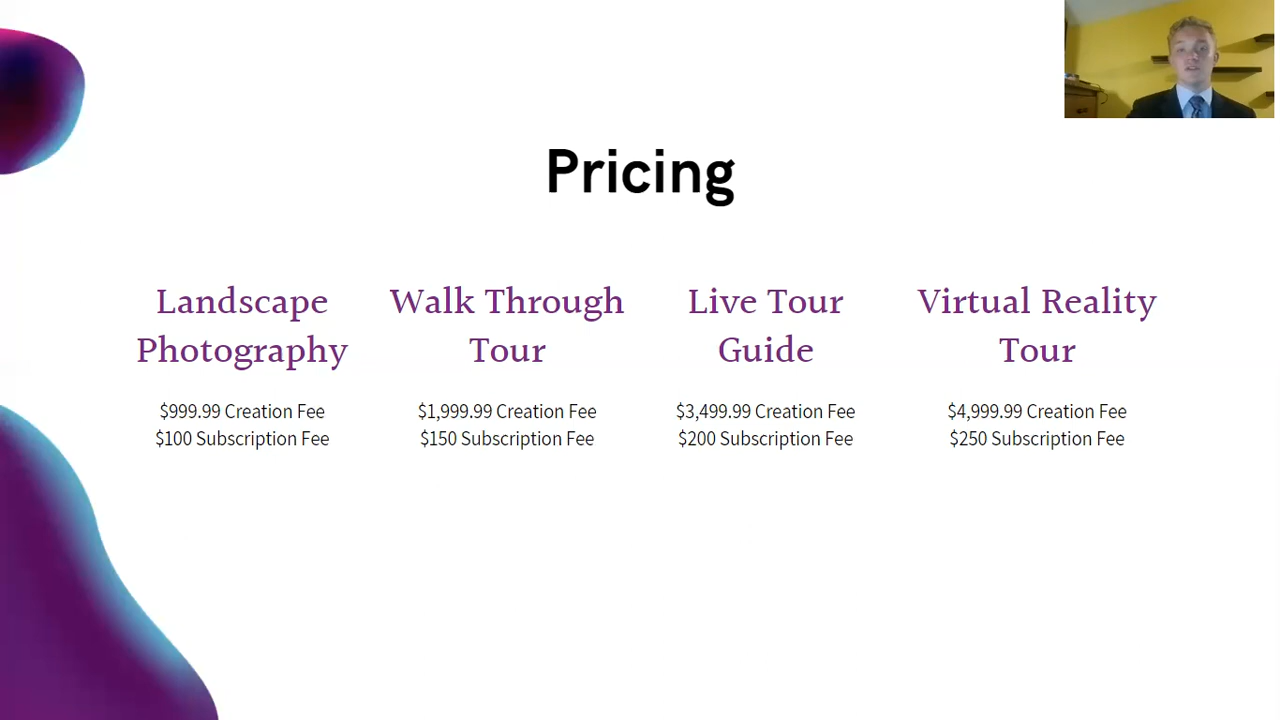 Pricing
Landscape
Photography
$999.99 Creation Fee
$100 Subscription Fee
Walk Through
Tour
$1,999.99 Creation Fee
$150 Subscription Fee
Live Tour
Guide
$3,499.99 Creation Fee
$200 Subscription Fee
Virtual Reality
Tour
$4,999.99 Creation Fee
$250 Subscription Fee